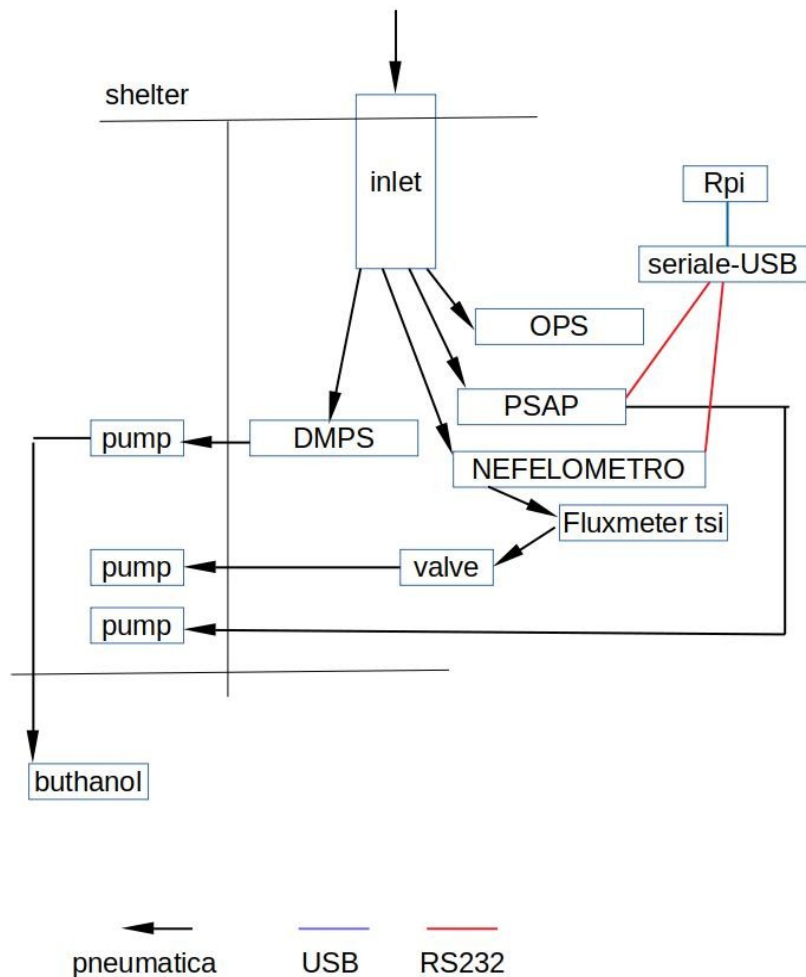 shelter
inlet
Rpi
seriale-USB
OPS
PSAP
pump
DMPS
NEFELOMETRO
Fluxmeter tsi
pump
valve
pump
buthanol
pneumatica
USB
RS232